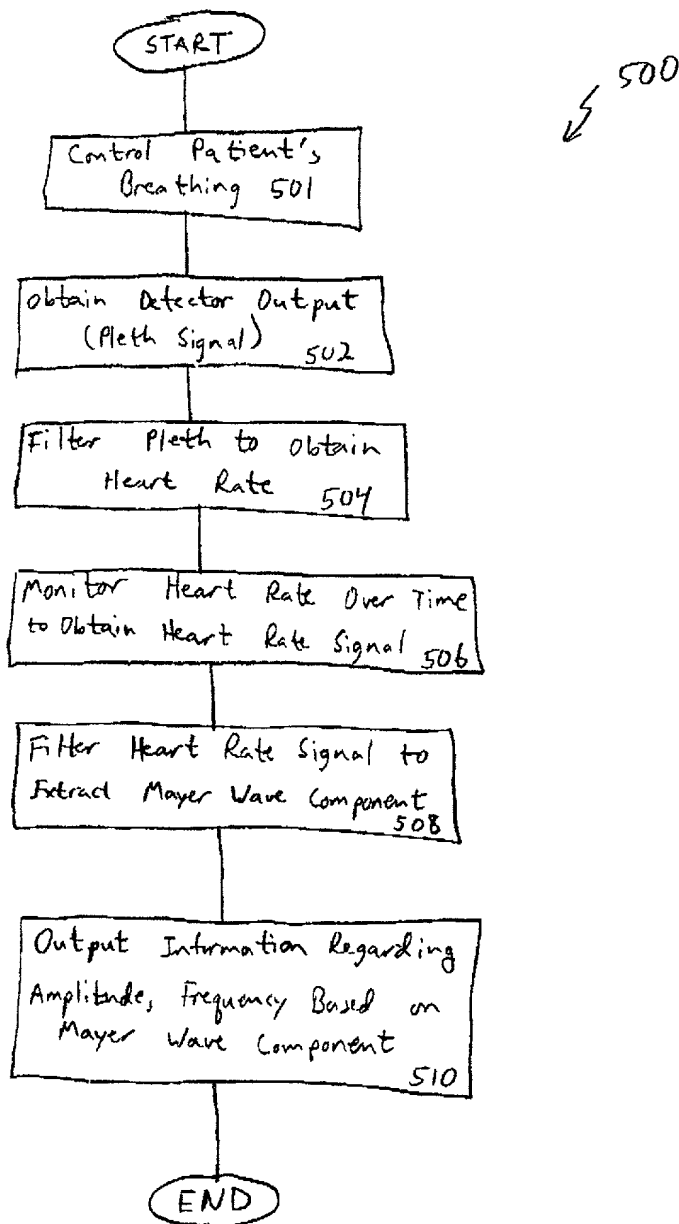 START
500
Control Patient's
Breathing 501
Obtain Detector Output
(Pleth Signal)
502
Filter Pleth to Obtain
Heart Rate 504
Monitor Heart Rate Over Time
to Obtain Heart Rate Signal 506
Filter Heart Rate Signal to
Extract Mayer Wave Component
508
Output Information Regarding
Amplitude, Frequency Based on
Mayer Wave Component
510
END